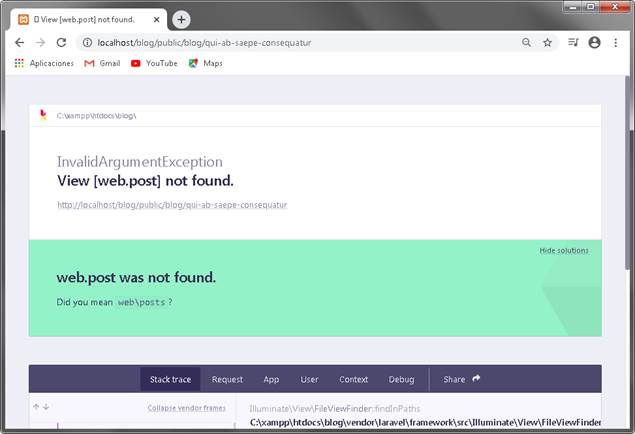 View [web.post] not found.
localhost/blog/public/blog/qui-ab-saepe-consequatur
Aplicaciones Gmail YouTube Maps
C:\xampp\htdocs\blog\
InvalidArgumentException
View [web.post] not found.
http://localhost/blog/public/blog/qui-ab-saepe-consequatur
Hide solutions
web.post was not found.
Did you mean web\posts ?
Stack trace Request App User Context Debug Share
Collapse vendor frames
Illuminate\View\FileViewFinder::findInPaths
C:\xampp\htdocs\blog\vendor\laravel\framework\src\Illuminate\View\FileViewFinder